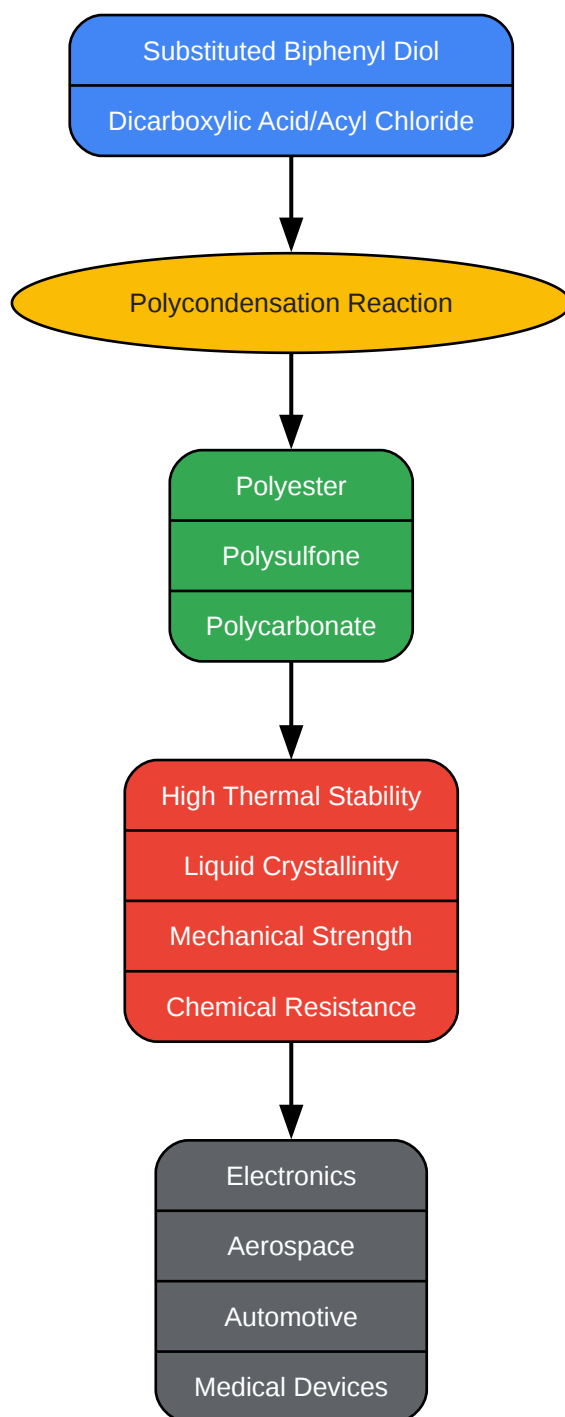 Substituted Biphenyl Diol
Dicarboxylic Acid/Acyl Chloride
Polycondensation Reaction
Polyester
Polysulfone
Polycarbonate
High Thermal Stability
Liquid Crystallinity
Mechanical Strength
Chemical Resistance
Electronics
Aerospace
Automotive
Medical Devices